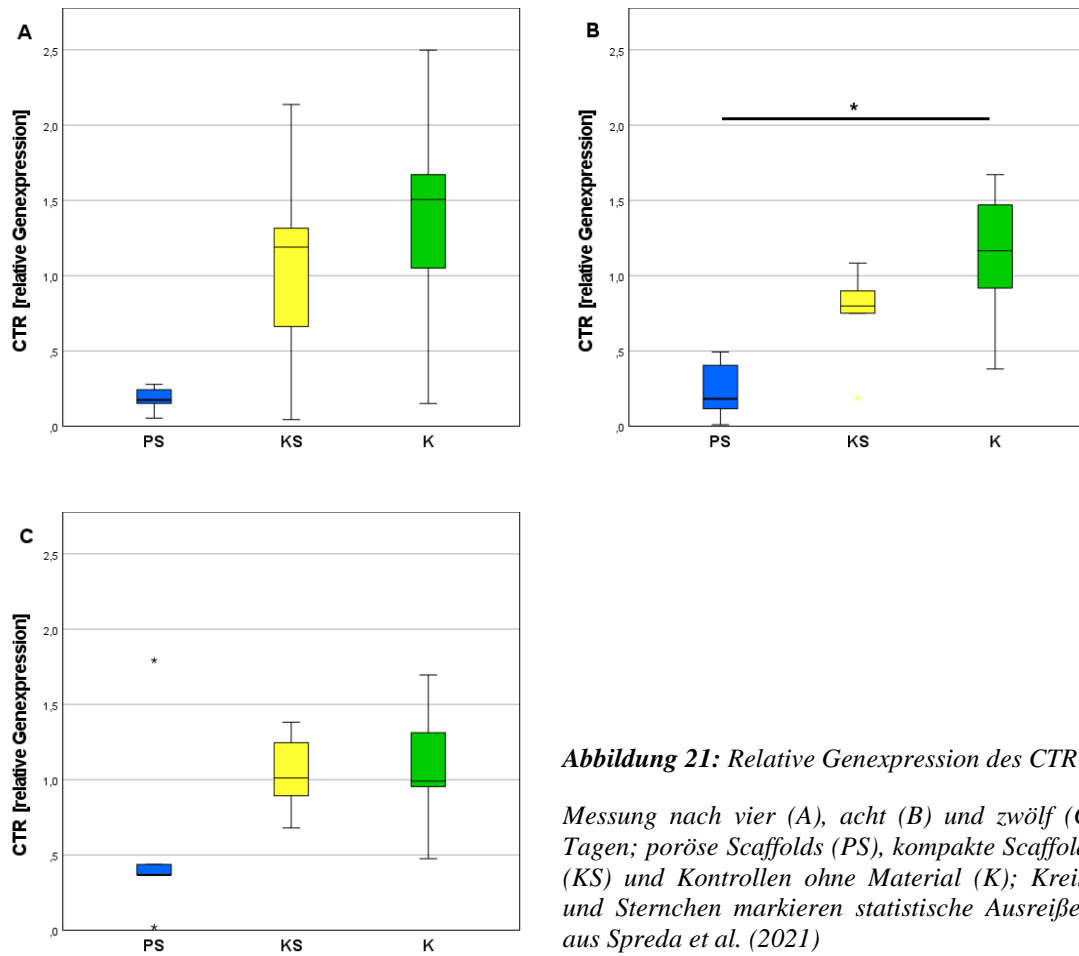 A
2,5
2,0
1,5
1,0
,5
,0
CTR [relative Genexpression]
PS KS K
B
*
2,5
2,0
1,5
1,0
,5
,0
CTR [relative Genexpression]
PS KS K
C
2,5
2,0
1,5
1,0
,5
,0
CTR [relative Genexpression]
*
*
PS KS K
Abbildung 21: Relative Genexpression des CTR
Messung nach vier (A), acht (B) und zwölf (C
Tagen; poröse Scaffolds (PS), kompakte Scaffold
(KS) und Kontrollen ohne Material (K); Krei
und Sternchen markieren statistische Ausreiße
aus Spreda et al. (2021)